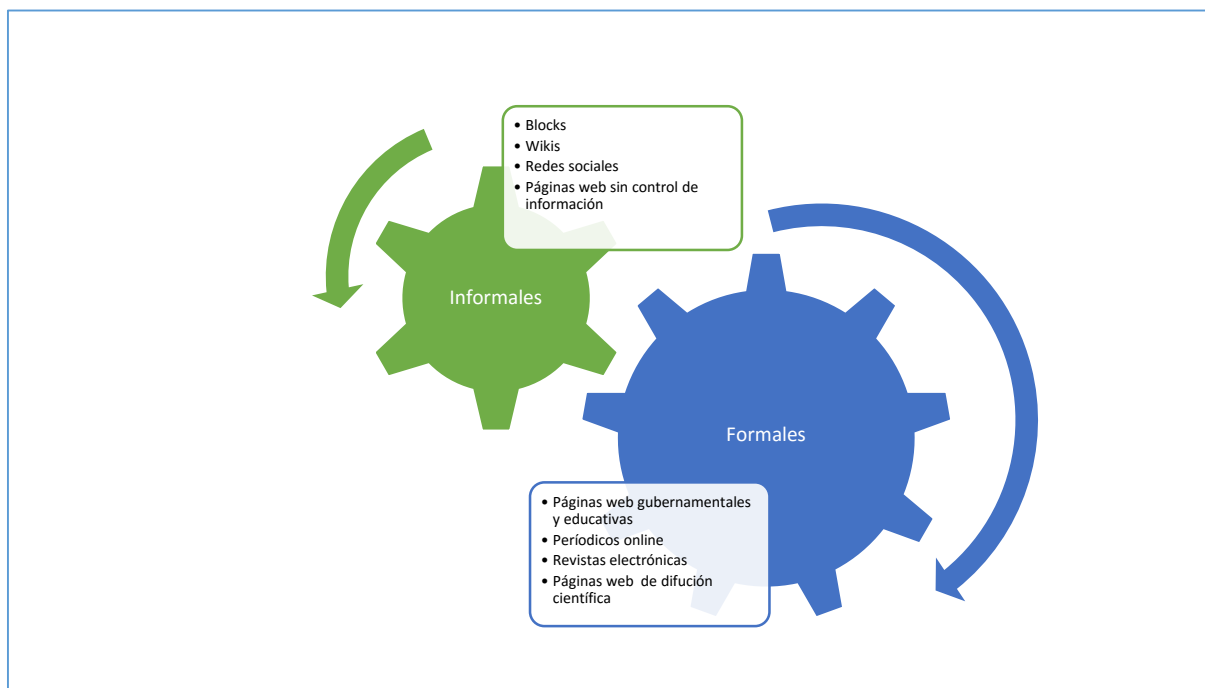 • Blocks
• Wikis
• Redes sociales
• Páginas web sin control de
información
Informales
Formales
• Páginas web gubernamentales
y educativas
• Períodicos online
• Revistas electrónicas
• Páginas web  de difución
científica